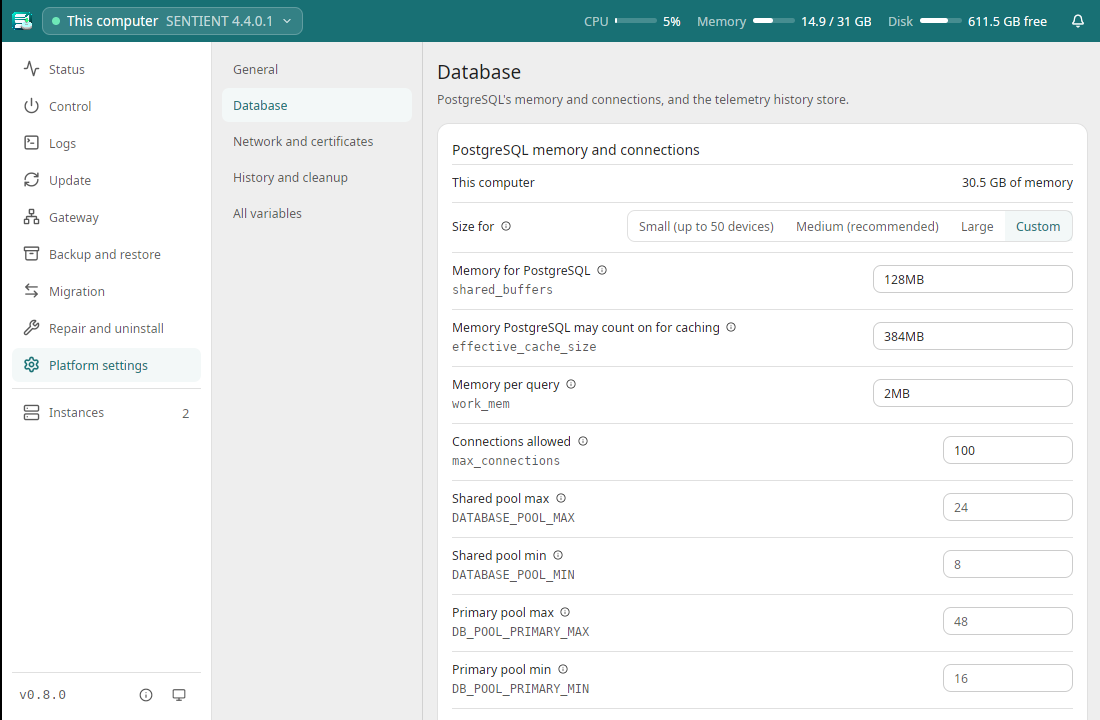 This computer SENTIENT 4.4.0.1
CPU 5% Memory 14.9 / 31 GB Disk 611.5 GB free
Status
Control
Logs
Update
Gateway
Backup and restore
Migration
Repair and uninstall
Platform settings
Instances 2
v0.8.0
General
Database
Network and certificates
History and cleanup
All variables
Database
PostgreSQL's memory and connections, and the telemetry history store.
PostgreSQL memory and connections
This computer 30.5 GB of memory
Size for Small (up to 50 devices) Medium (recommended) Large Custom
Memory for PostgreSQL
shared_buffers
128MB
Memory PostgreSQL may count on for caching
effective_cache_size
384MB
Memory per query
work_mem
2MB
Connections allowed
max_connections
100
Shared pool max
DATABASE_POOL_MAX
24
Shared pool min
DATABASE_POOL_MIN
8
Primary pool max
DB_POOL_PRIMARY_MAX
48
Primary pool min
DB_POOL_PRIMARY_MIN
16